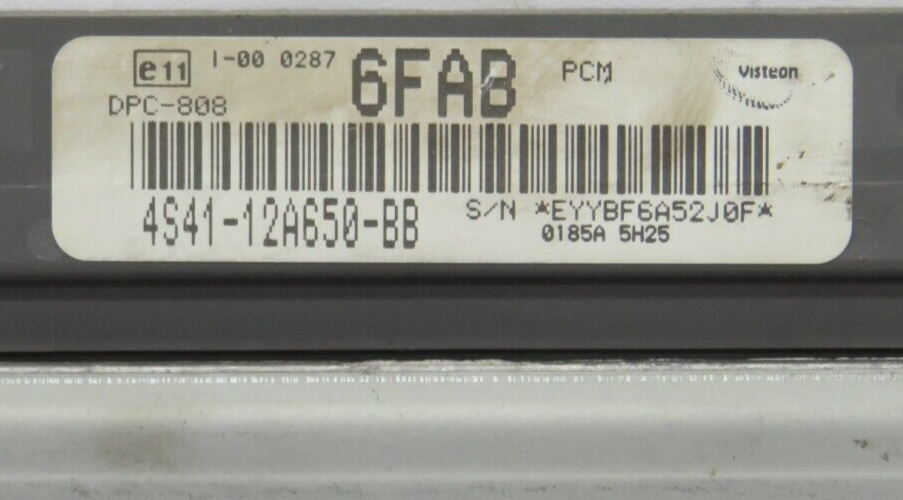 e11 I-00 0287 6FAB PCM Visteon
DPC-808
4S41-12A650-BB
S/N *EYYBF6A52J0F*
0185A 5H25